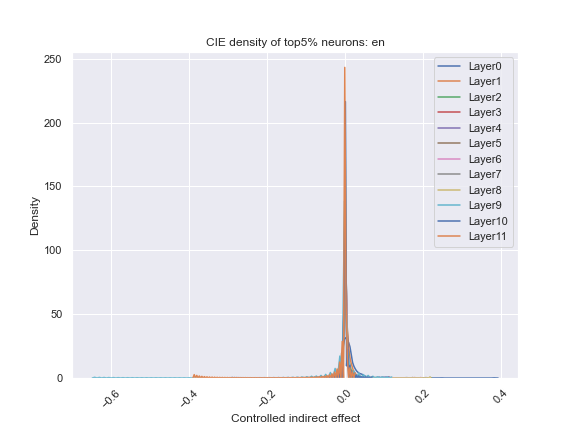 CIE density of top5% neurons: en
250
200
150
100
50
0
Density
Layer0
Layer1
Layer2
Layer3
Layer4
Layer5
Layer6
Layer7
Layer8
Layer9
Layer10
Layer11
−0.6
−0.4
−0.2
0.0
0.2
0.4
Controlled indirect effect